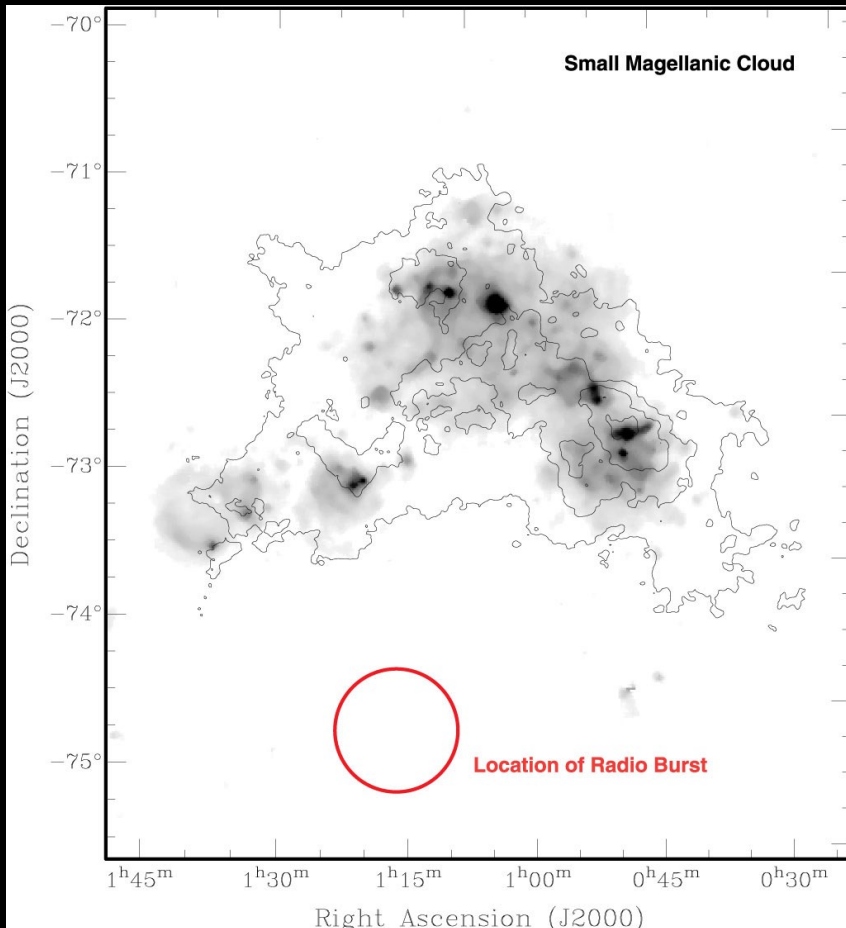 Small Magellanic Cloud
−70°
−71°
−72°
−73°
−74°
−75°
Declination (J2000)
Location of Radio Burst
1ʰ45ᵐ 1ʰ30ᵐ 1ʰ15ᵐ 1ʰ00ᵐ 0ʰ45ᵐ 0ʰ30ᵐ
Right Ascension (J2000)